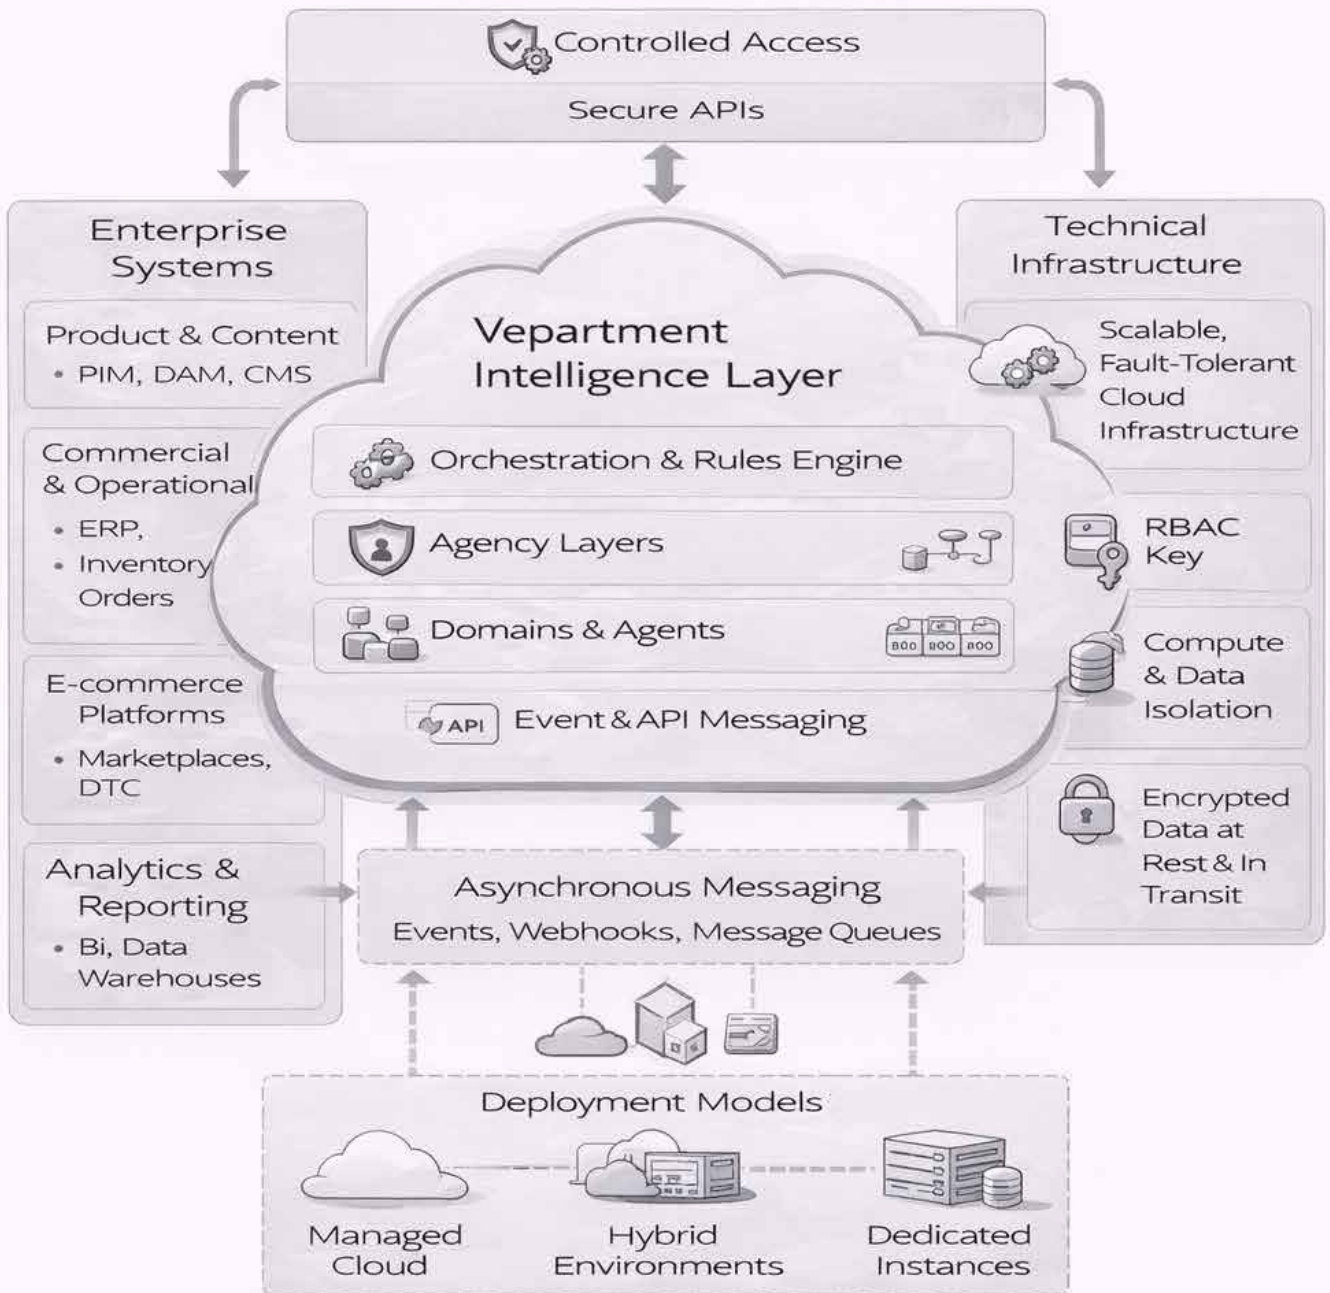 Controlled Access
Secure APIs
Enterprise
Systems
Product & Content
• PIM, DAM, CMS
Commercial
& Operational
• ERP,
• Inventory
Orders
E-commerce
Platforms
• Marketplaces,
DTC
Analytics &
Reporting
• Bi, Data
Warehouses
Vepartment
Intelligence Layer
Orchestration & Rules Engine
Agency Layers
Domains & Agents
API
Event & API Messaging
Technical
Infrastructure
Scalable,
Fault-Tolerant
Cloud
Infrastructure
RBAC
Key
Compute
& Data
Isolation
Encrypted
Data at
Rest & In
Transit
Asynchronous Messaging
Events, Webhooks, Message Queues
Deployment Models
Managed
Cloud
Hybrid
Environments
Dedicated
Instances